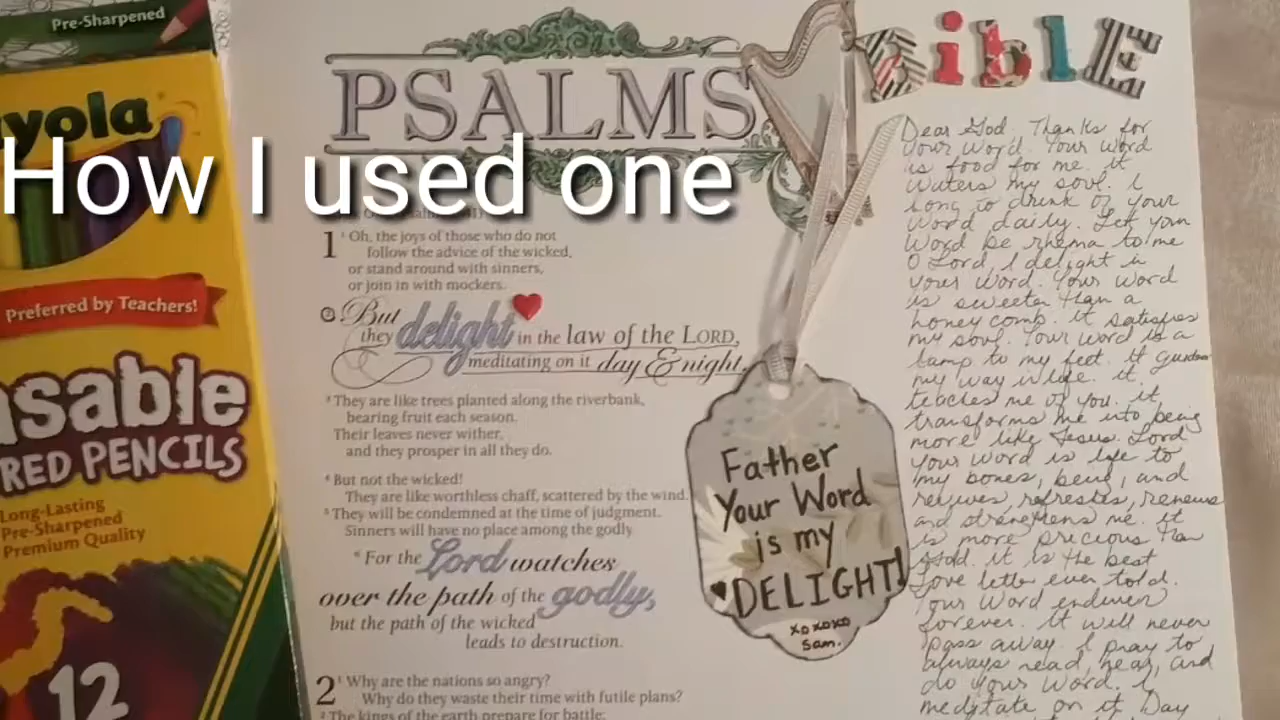 Pre-Sharpened
yola
Preferred by Teachers!
asable
RED PENCILS
Long-Lasting
Pre-Sharpened
Premium Quality
12
How I used one
PSALMS
1 1 Oh, the joys of those who do not
follow the advice of the wicked,
or stand around with sinners,
or join in with mockers.
2 But
they delight in the law of the LORD,
meditating on it day & night.
3 They are like trees planted along the riverbank,
bearing fruit each season.
Their leaves never wither,
and they prosper in all they do.
4 But not the wicked!
They are like worthless chaff, scattered by the wind.
5 They will be condemned at the time of judgment.
Sinners will have no place among the godly.
6 For the Lord watches
over the path of the godly,
but the path of the wicked
leads to destruction.
2 1 Why are the nations so angry?
Why do they waste their time with futile plans?
2 The kings of the earth prepare for battle;
Father
Your Word
is my
DELIGHT!
xoxoxo
Sam.
biblE
Dear God. Thanks for
Your Word. Your Word
is food for me. it
waters my soul. I
long to drink of your
word daily. Let your
Word be rhema to me
O Lord, I delight in
your word. Your word
is sweeter than a
honey comb. it satisfies
my soul. Your word is a
lamp to my feet. it
my way in life. it
teaches me of you. it
transforms me into being
more like Jesus. Lord
your word is life to
my bones, being, and
revives, refreshes, renews
and strengthens me. it
is more precious than
gold. it is the best
love letter ever told.
Your Word endures
forever. it will never
pass away. I pray to
always read, hear, and
do your word. I
meditate on it Day